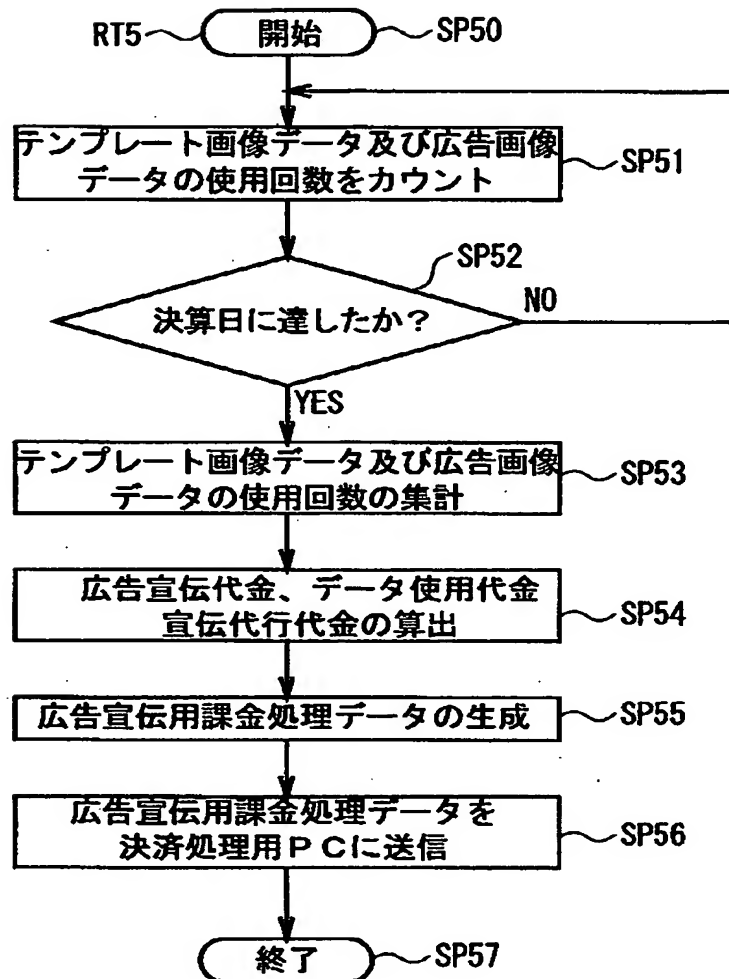 RT5 開始 SP50
テンプレート画像データ及び広告画像
データの使用回数をカウント
SP51
SP52
決算日に達したか?
NO
YES
テンプレート画像データ及び広告画像
データの使用回数の集計
SP53
広告宣伝代金、データ使用代金
宣伝代行代金の算出
SP54
広告宣伝用課金処理データの生成
SP55
広告宣伝用課金処理データを
決済処理用PCに送信
SP56
終了 SP57